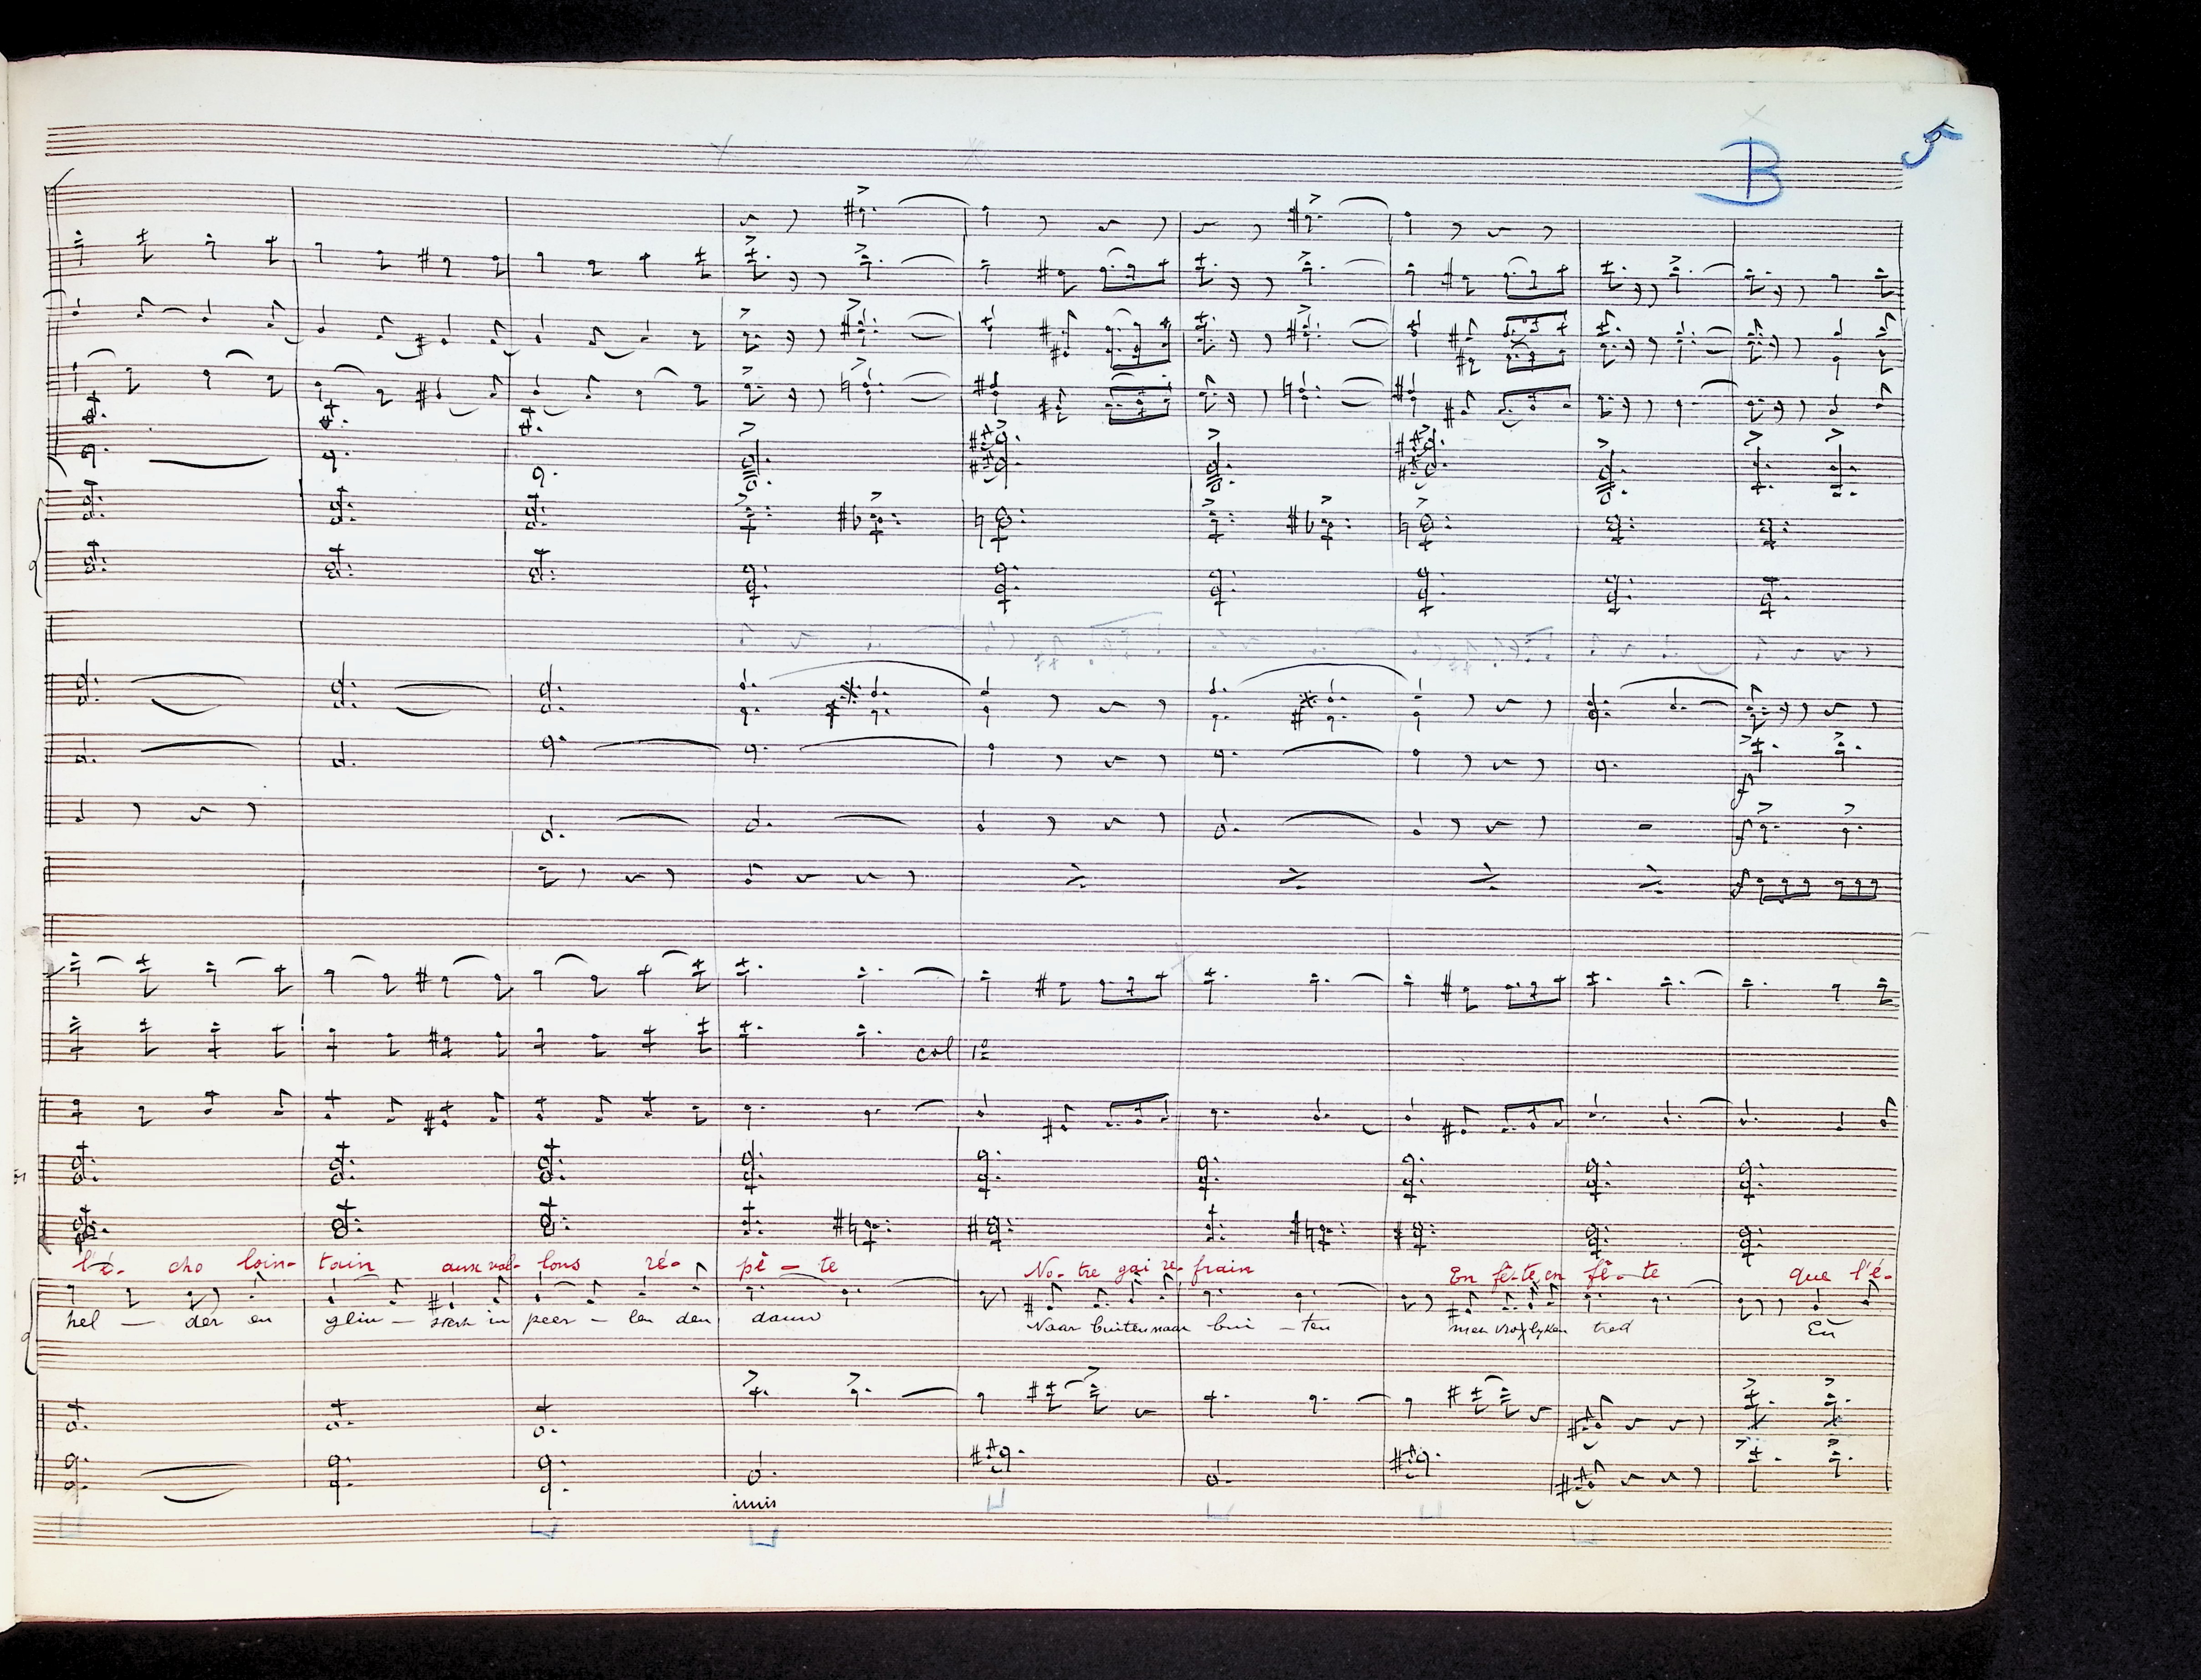 5
B
f
f
f
col 1º
l'é- cho loin- tain aux val- lons ré- pè - te No- tre gai re- frain En fê-te, en fê- te que l'é-
hel - der en glin - stert in peer - len den dauw Naar buiten naar bui - ten men vroolyken tred En
unis